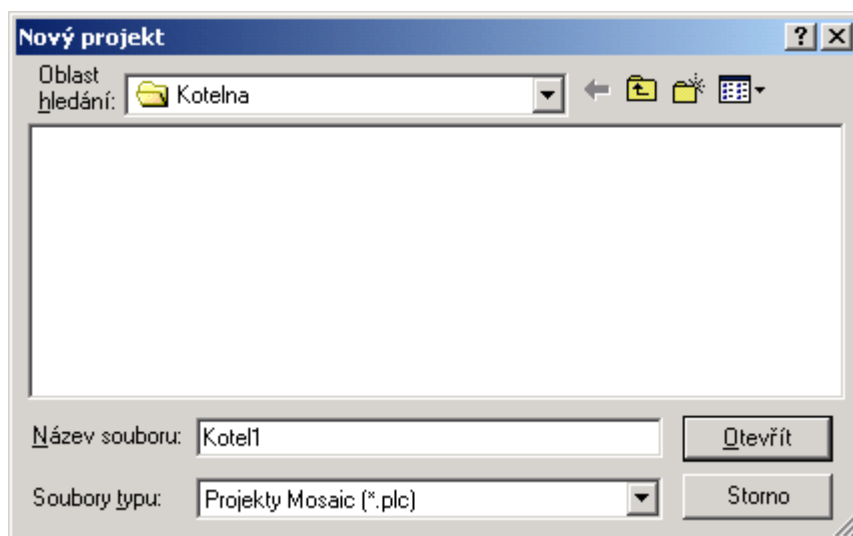 Nový projekt
Oblast
hledání:
Kotelna
Název souboru:
Kotel1
Otevřít
Soubory typu:
Projekty Mosaic (*.plc)
Storno